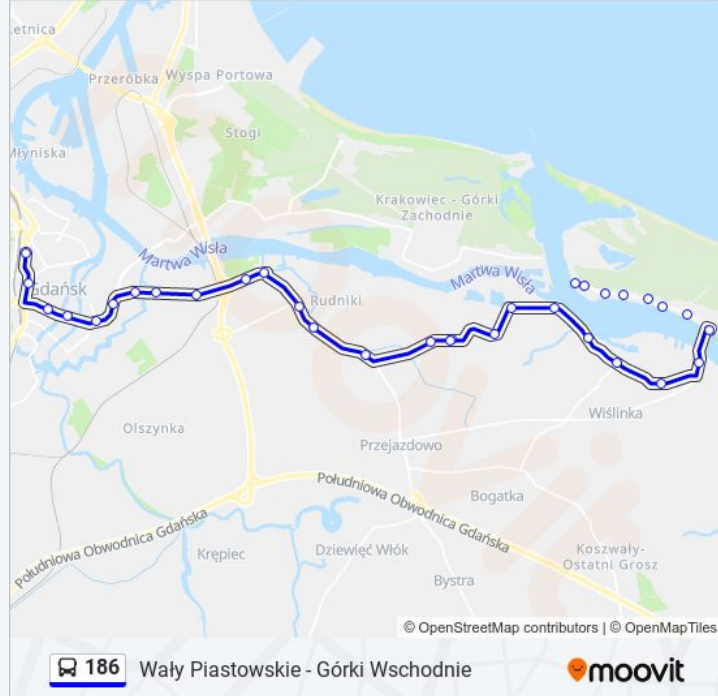 Letnica
Przeróbka
Wyspa Portowa
Stogi
Młyniska
Krakowiec - Górki
Zachodnie
Martwa Wisła
Martwa Wisła
Gdańsk
Rudniki
Wiślinka
Olszynka
Przejazdowo
Południowa Obwodnica Gdańska
Bogatka
Południowa Obwodnica Gdańska
Krępiec
Dziewięć Włók
Koszwały-
Ostatni Grosz
Bystra
© OpenStreetMap contributors | © OpenMapTiles
186 Wały Piastowskie - Górki Wschodnie
moovit